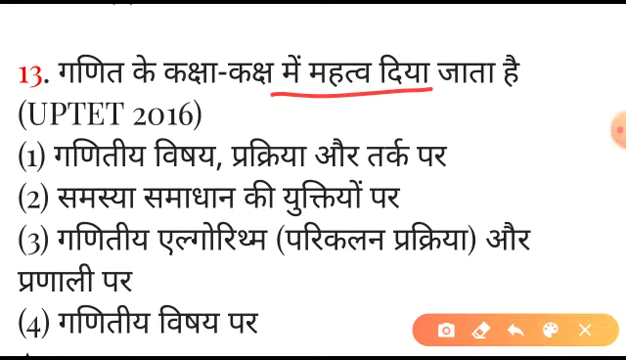 13. गणित के कक्षा-कक्ष में महत्व दिया जाता है
(UPTET 2016)
(1) गणितीय विषय, प्रक्रिया और तर्क पर
(2) समस्या समाधान की युक्तियों पर
(3) गणितीय एल्गोरिथ्म (परिकलन प्रक्रिया) और
प्रणाली पर
(4) गणितीय विषय पर